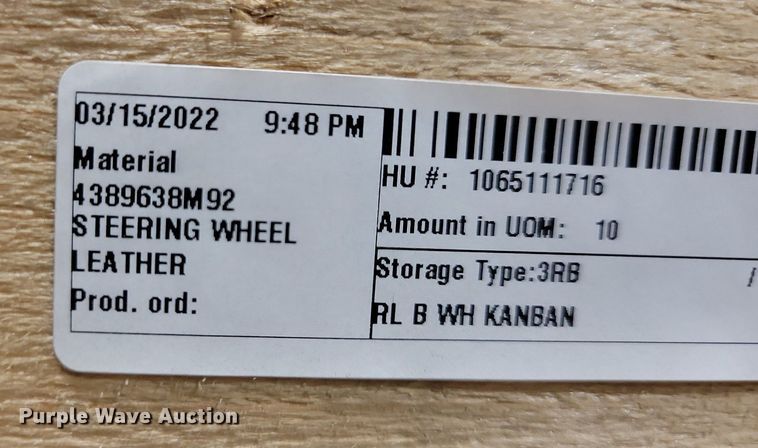 03/15/2022 9:48 PM
Material
4389638M92
STEERING WHEEL
LEATHER
Prod. ord:
HU #: 1065111716
Amount in UOM: 10
Storage Type:3RB /
RL B WH KANBAN
Purple Wave Auction